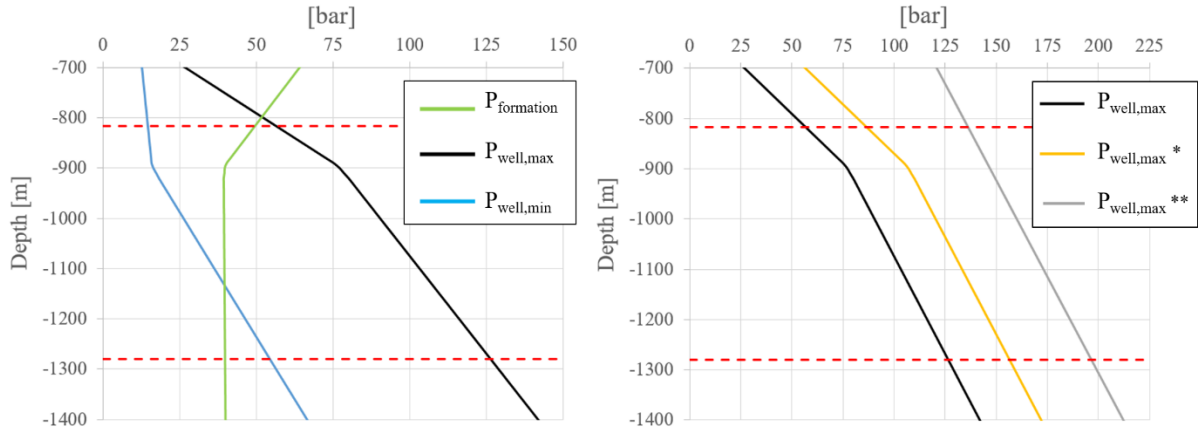 [bar]
0 25 50 75 100 125 150
-700
-800
-900
-1000
-1100
-1200
-1300
-1400
Depth [m]
Pformation
Pwell,max
Pwell,min
[bar]
0 25 50 75 100 125 150 175 200 225
-700
-800
-900
-1000
-1100
-1200
-1300
-1400
Depth [m]
Pwell,max
Pwell,max *
Pwell,max **